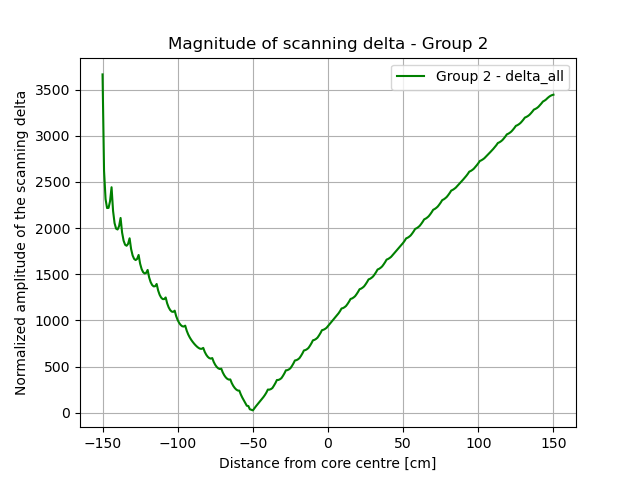 Magnitude of scanning delta - Group 2
Group 2 - delta_all
Normalized amplitude of the scanning delta
3500
3000
2500
2000
1500
1000
500
0
−150 −100 −50 0 50 100 150
Distance from core centre [cm]